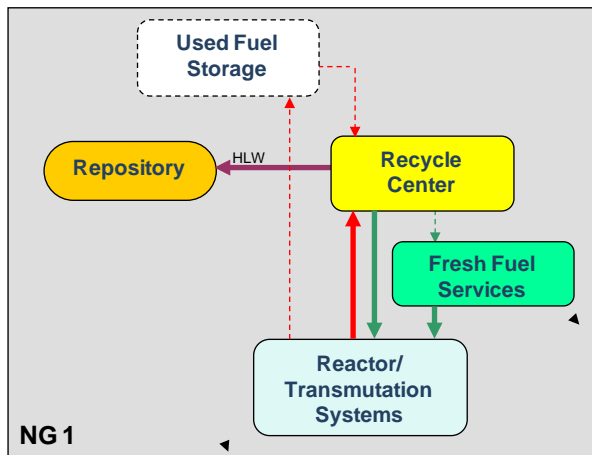 Used Fuel
Storage
HLW
Repository
Recycle
Center
Fresh Fuel
Services
Reactor/
Transmutation
Systems
NG 1